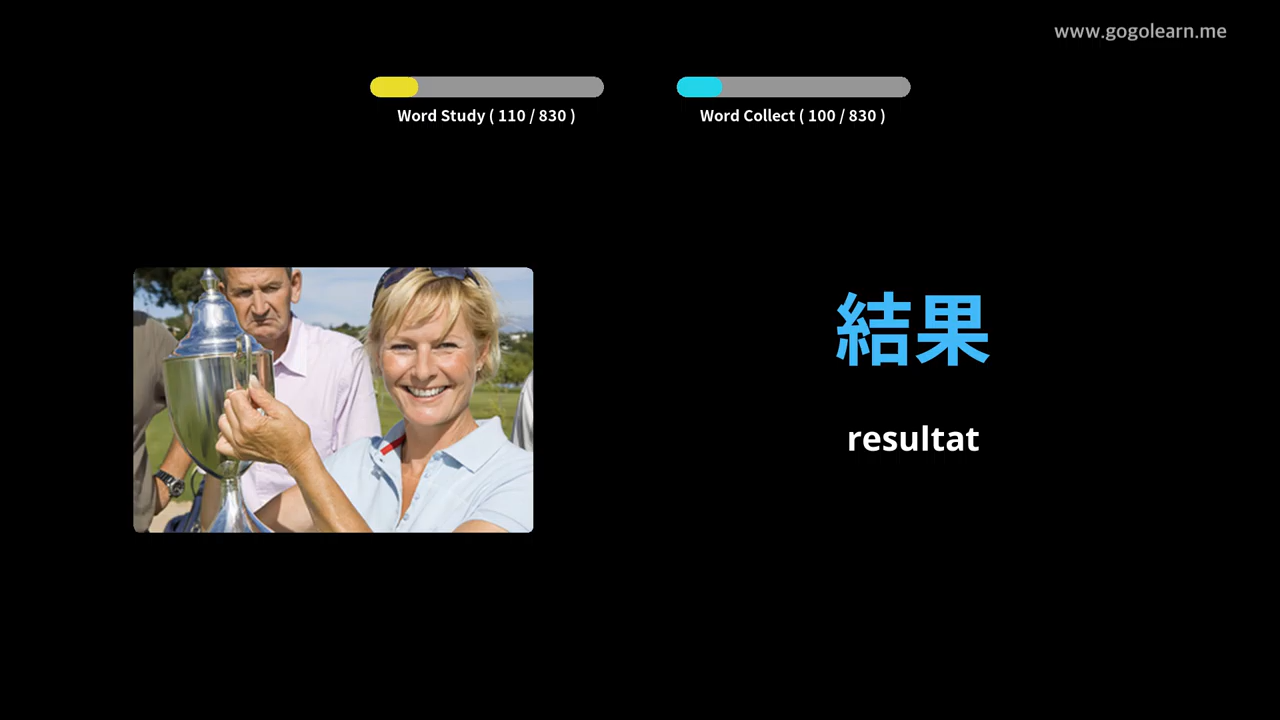 www.gogolearn.me
Word Study ( 110 / 830 )
Word Collect ( 100 / 830 )
結果
resultat